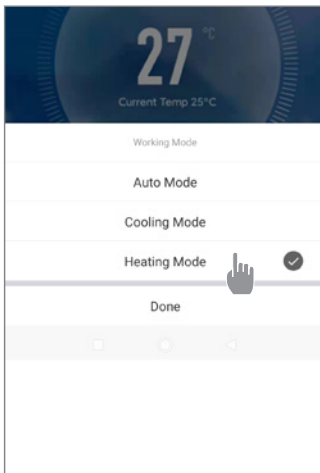 27 °C
Current Temp 25°C
Working Mode
Auto Mode
Cooling Mode
Heating Mode
Done